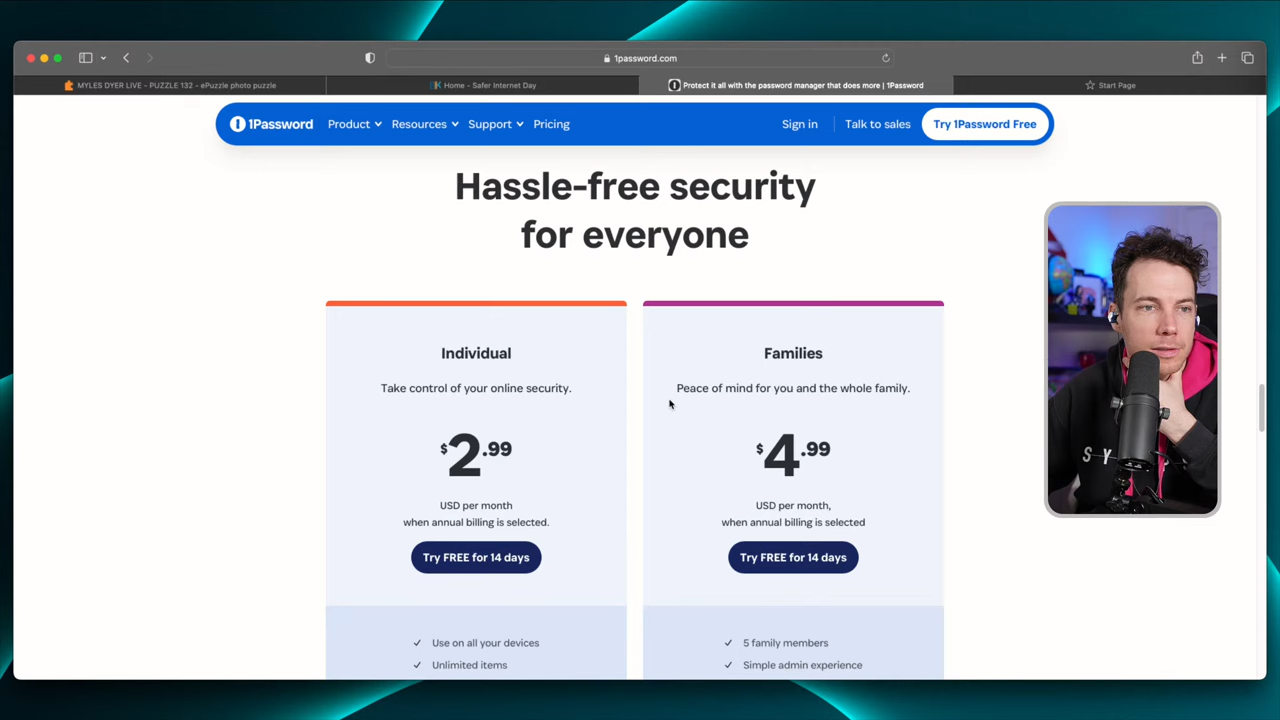 1password.com
MYLES DYER LIVE - PUZZLE 132 - ePuzzle photo puzzle
Home - Safer Internet Day
Protect it all with the password manager that does more | 1Password
Start Page
1Password
Product
Resources
Support
Pricing
Sign in
Talk to sales
Try 1Password Free
Hassle-free security
for everyone
Individual
Take control of your online security.
$2.99
USD per month
when annual billing is selected.
Try FREE for 14 days
Use on all your devices
Unlimited items
Families
Peace of mind for you and the whole family.
$4.99
USD per month,
when annual billing is selected
Try FREE for 14 days
5 family members
Simple admin experience
S Y